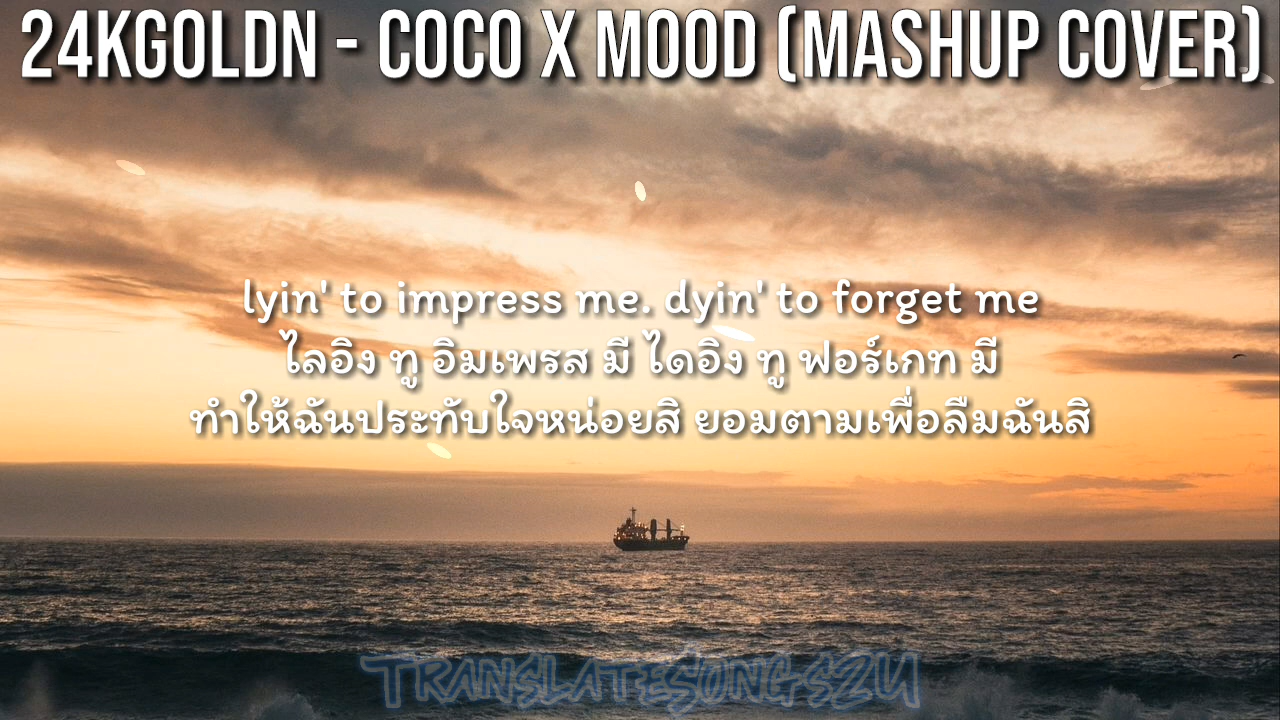 24KGOLDN - COCO X MOOD (MASHUP COVER)
lyin' to impress me. dyin' to forget me
ไลอิง ทู อิมเพรส มี ไดอิง ทู ฟอร์เกท มี
ทำให้ฉันประทับใจหน่อยสิ ยอมตามเพื่อลืมฉันสิ
TRANSLATESONGS2U